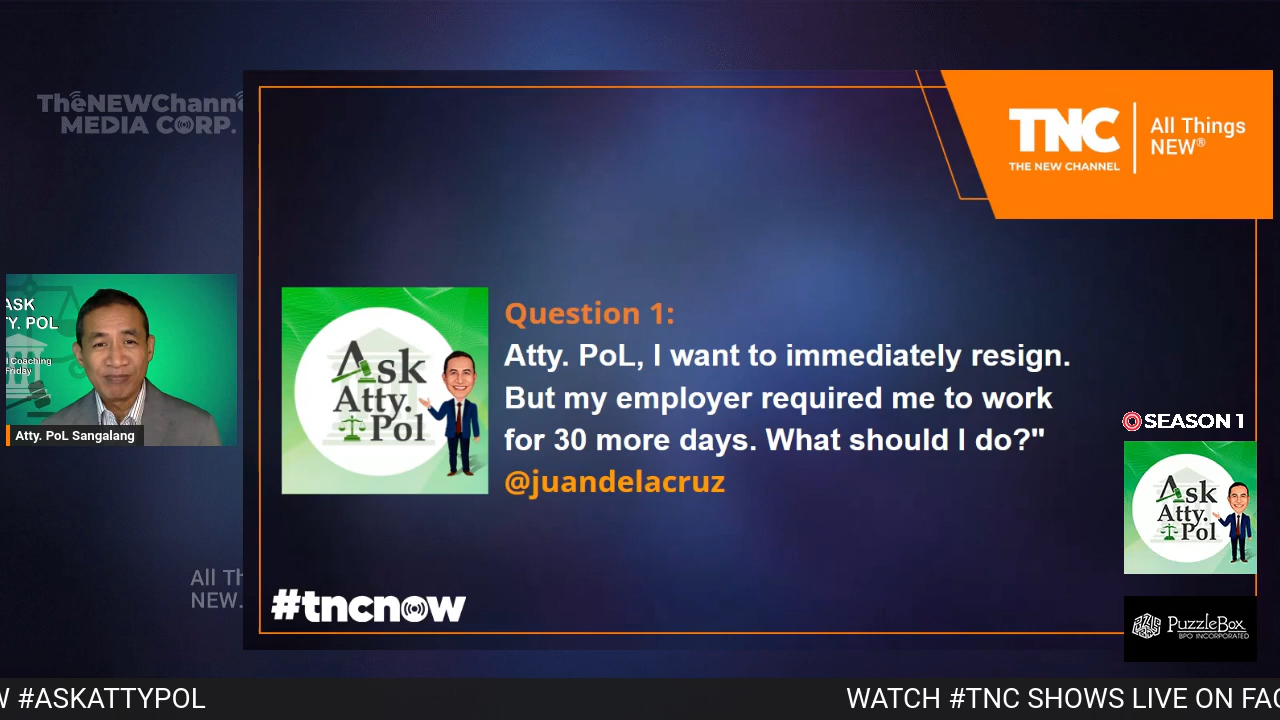 TheNEWChanne
MEDIA CORP.
TNC
THE NEW CHANNEL
All Things
NEW®
ASK
TY. POL
l Coaching
Friday
Atty. PoL Sangalang
Ask
Atty.
Pol
Question 1:
Atty. PoL, I want to immediately resign.
But my employer required me to work
for 30 more days. What should I do?"
@juandelacruz
SEASON 1
Ask
Atty.
Pol
All Th
NEW.
#tncnow
PuzzleBox
BPO INCORPORATED
W #ASKATTYPOL
WATCH #TNC SHOWS LIVE ON FAC